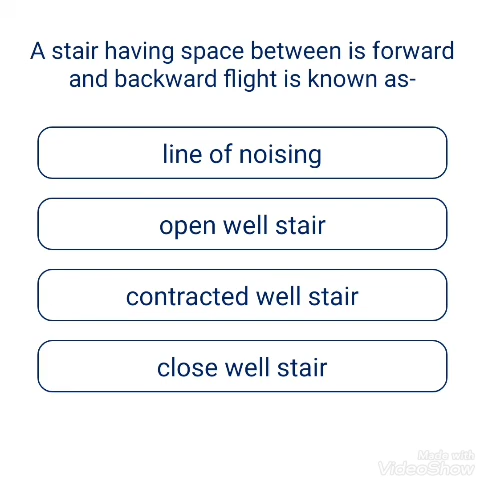 A stair having space between is forward
and backward flight is known as-
line of noising
open well stair
contracted well stair
close well stair
Made with
VideoShow